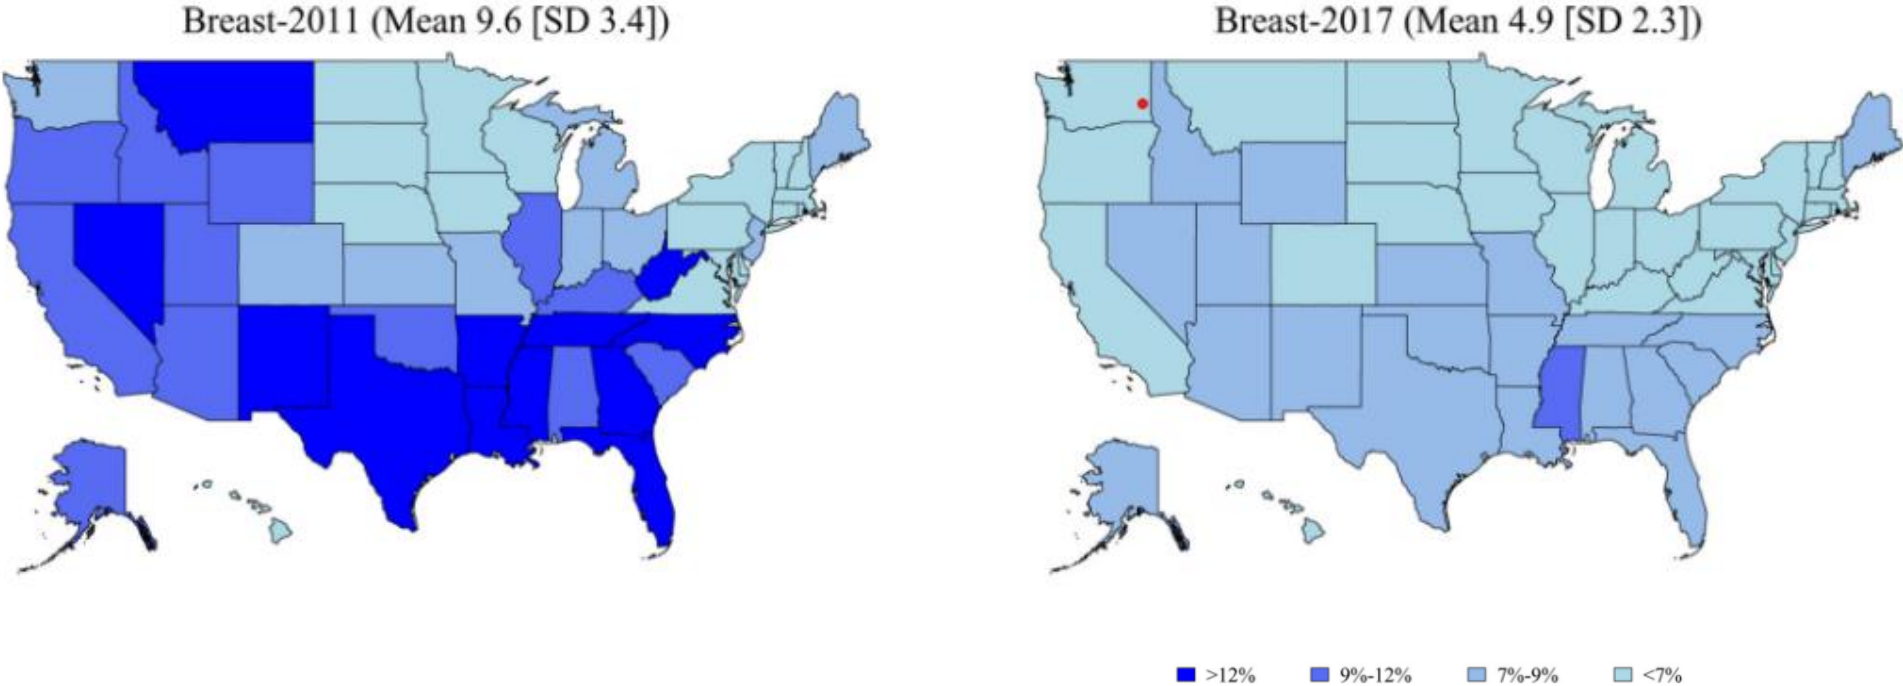 Breast-2011 (Mean 9.6 [SD 3.4])
Breast-2017 (Mean 4.9 [SD 2.3])
>12% 9%-12% 7%-9% <7%